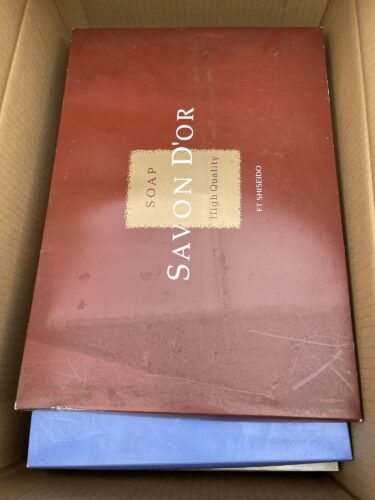 SOAP
SAVON D'OR
High Quality
FT SHISEIDO